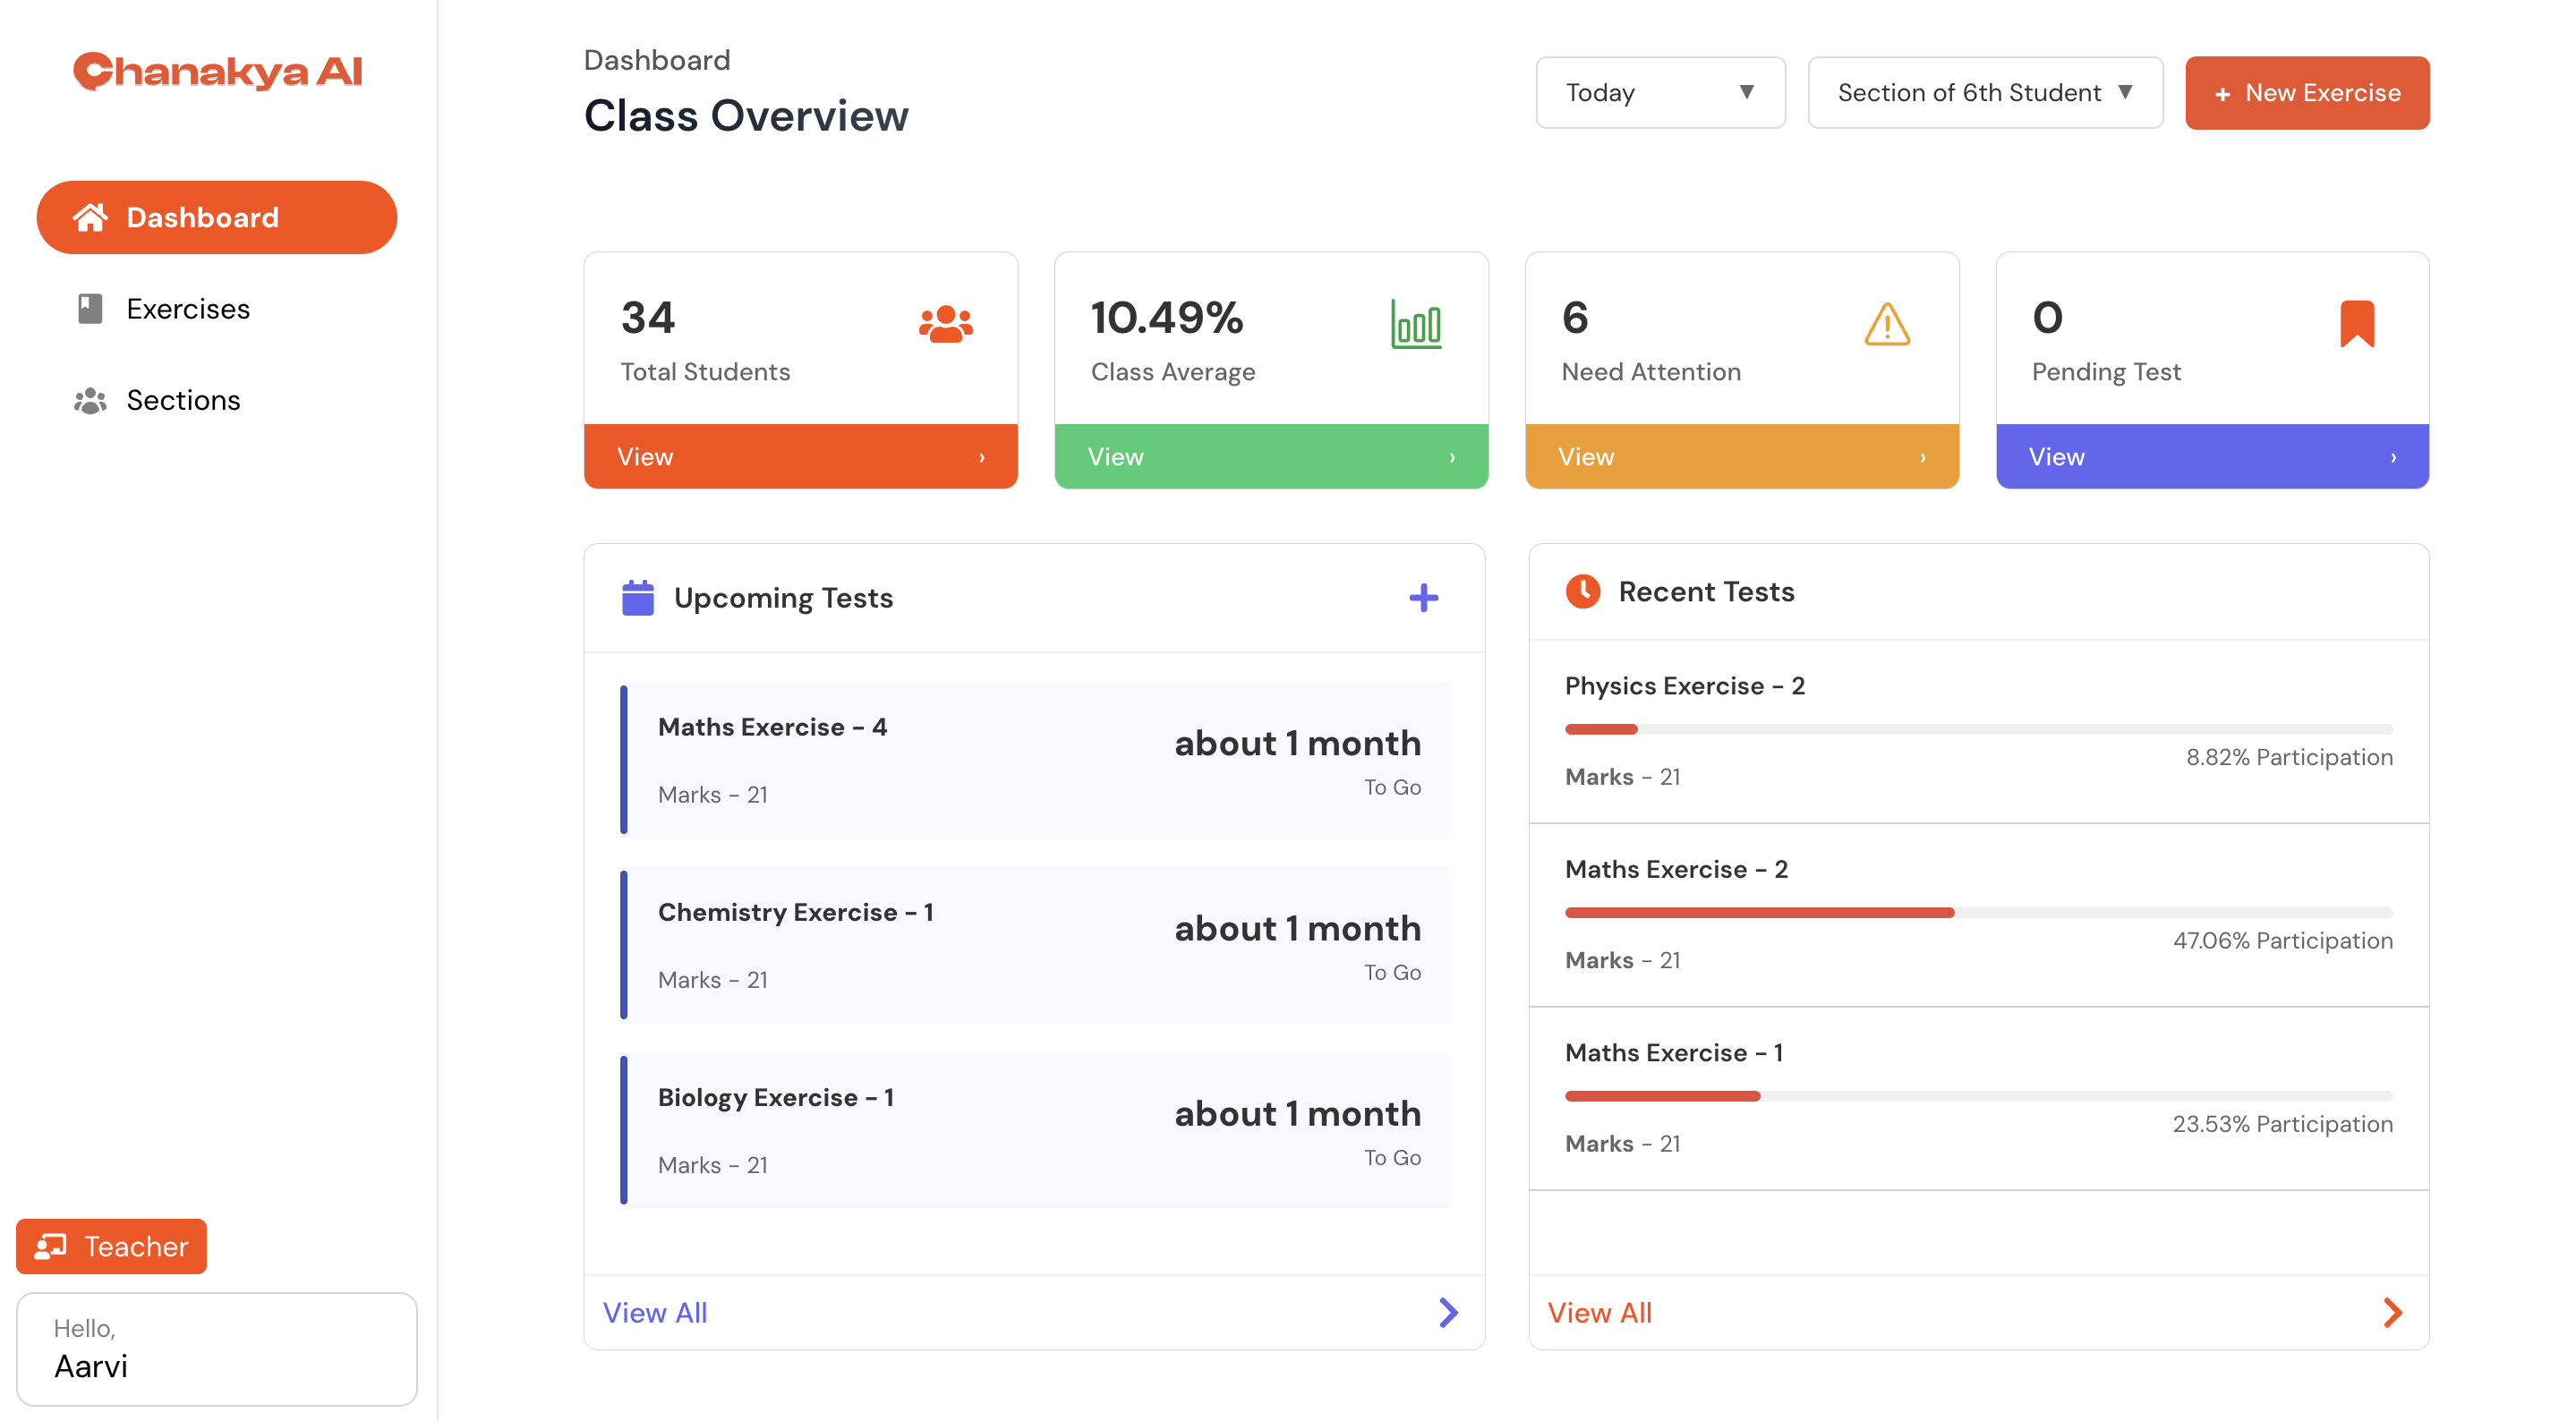 Chanakya AI
Dashboard
Exercises
Sections
Teacher
Hello,
Aarvi
Dashboard
Class Overview
Today
Section of 6th Student
+ New Exercise
34
Total Students
View
10.49%
Class Average
View
6
Need Attention
View
0
Pending Test
View
Upcoming Tests
Maths Exercise - 4
Marks - 21
about 1 month
To Go
Chemistry Exercise - 1
Marks - 21
about 1 month
To Go
Biology Exercise - 1
Marks - 21
about 1 month
To Go
View All
Recent Tests
Physics Exercise - 2
8.82% Participation
Marks - 21
Maths Exercise - 2
47.06% Participation
Marks - 21
Maths Exercise - 1
23.53% Participation
Marks - 21
View All